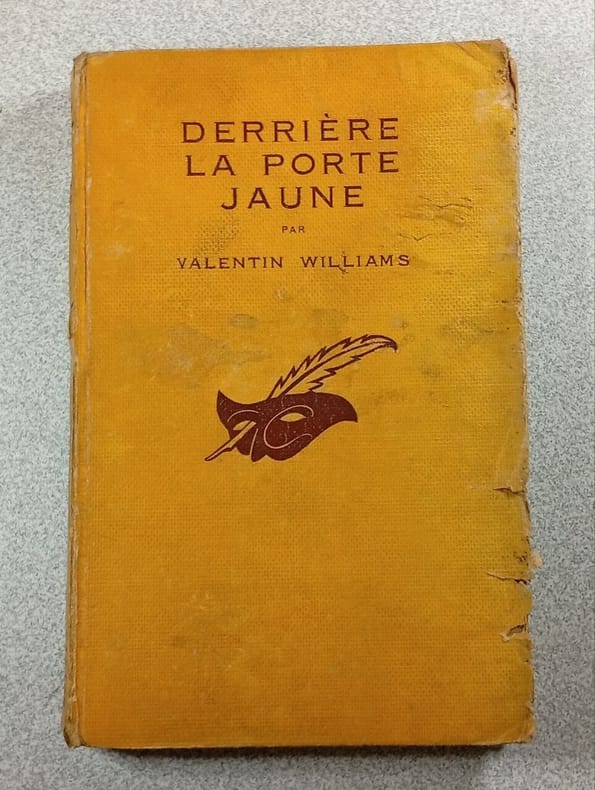 DERRIÈRE
LA PORTE
JAUNE
PAR
VALENTIN WILLIAMS